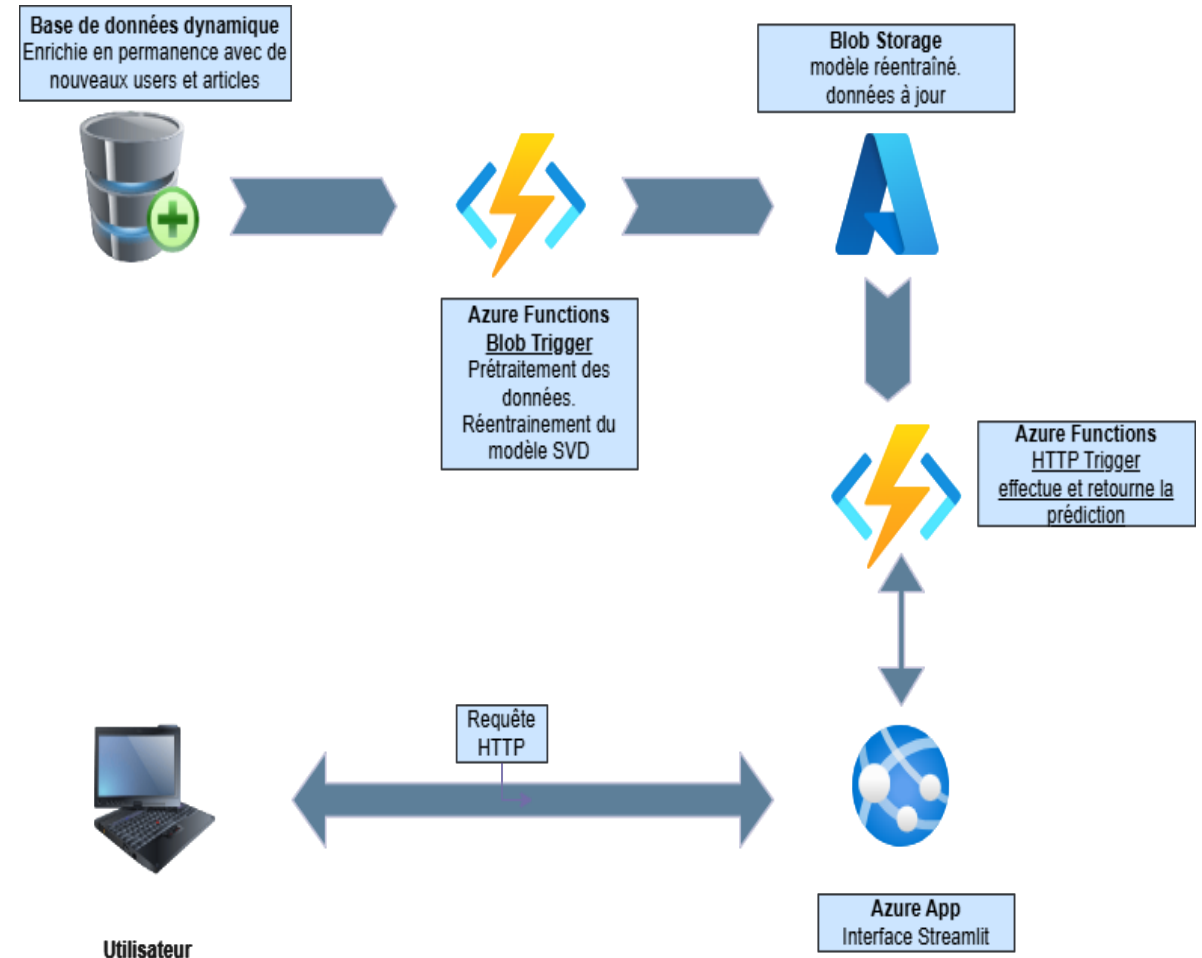 Base de données dynamique
Enrichie en permanence avec de
nouveaux users et articles
Blob Storage
modèle réentraîné.
données à jour
Azure Functions
Blob Trigger
Prétraitement des
données.
Réentrainement du
modèle SVD
Azure Functions
HTTP Trigger
effectue et retourne la
prédiction
Requête
HTTP
Azure App
Interface Streamlit
Utilisateur